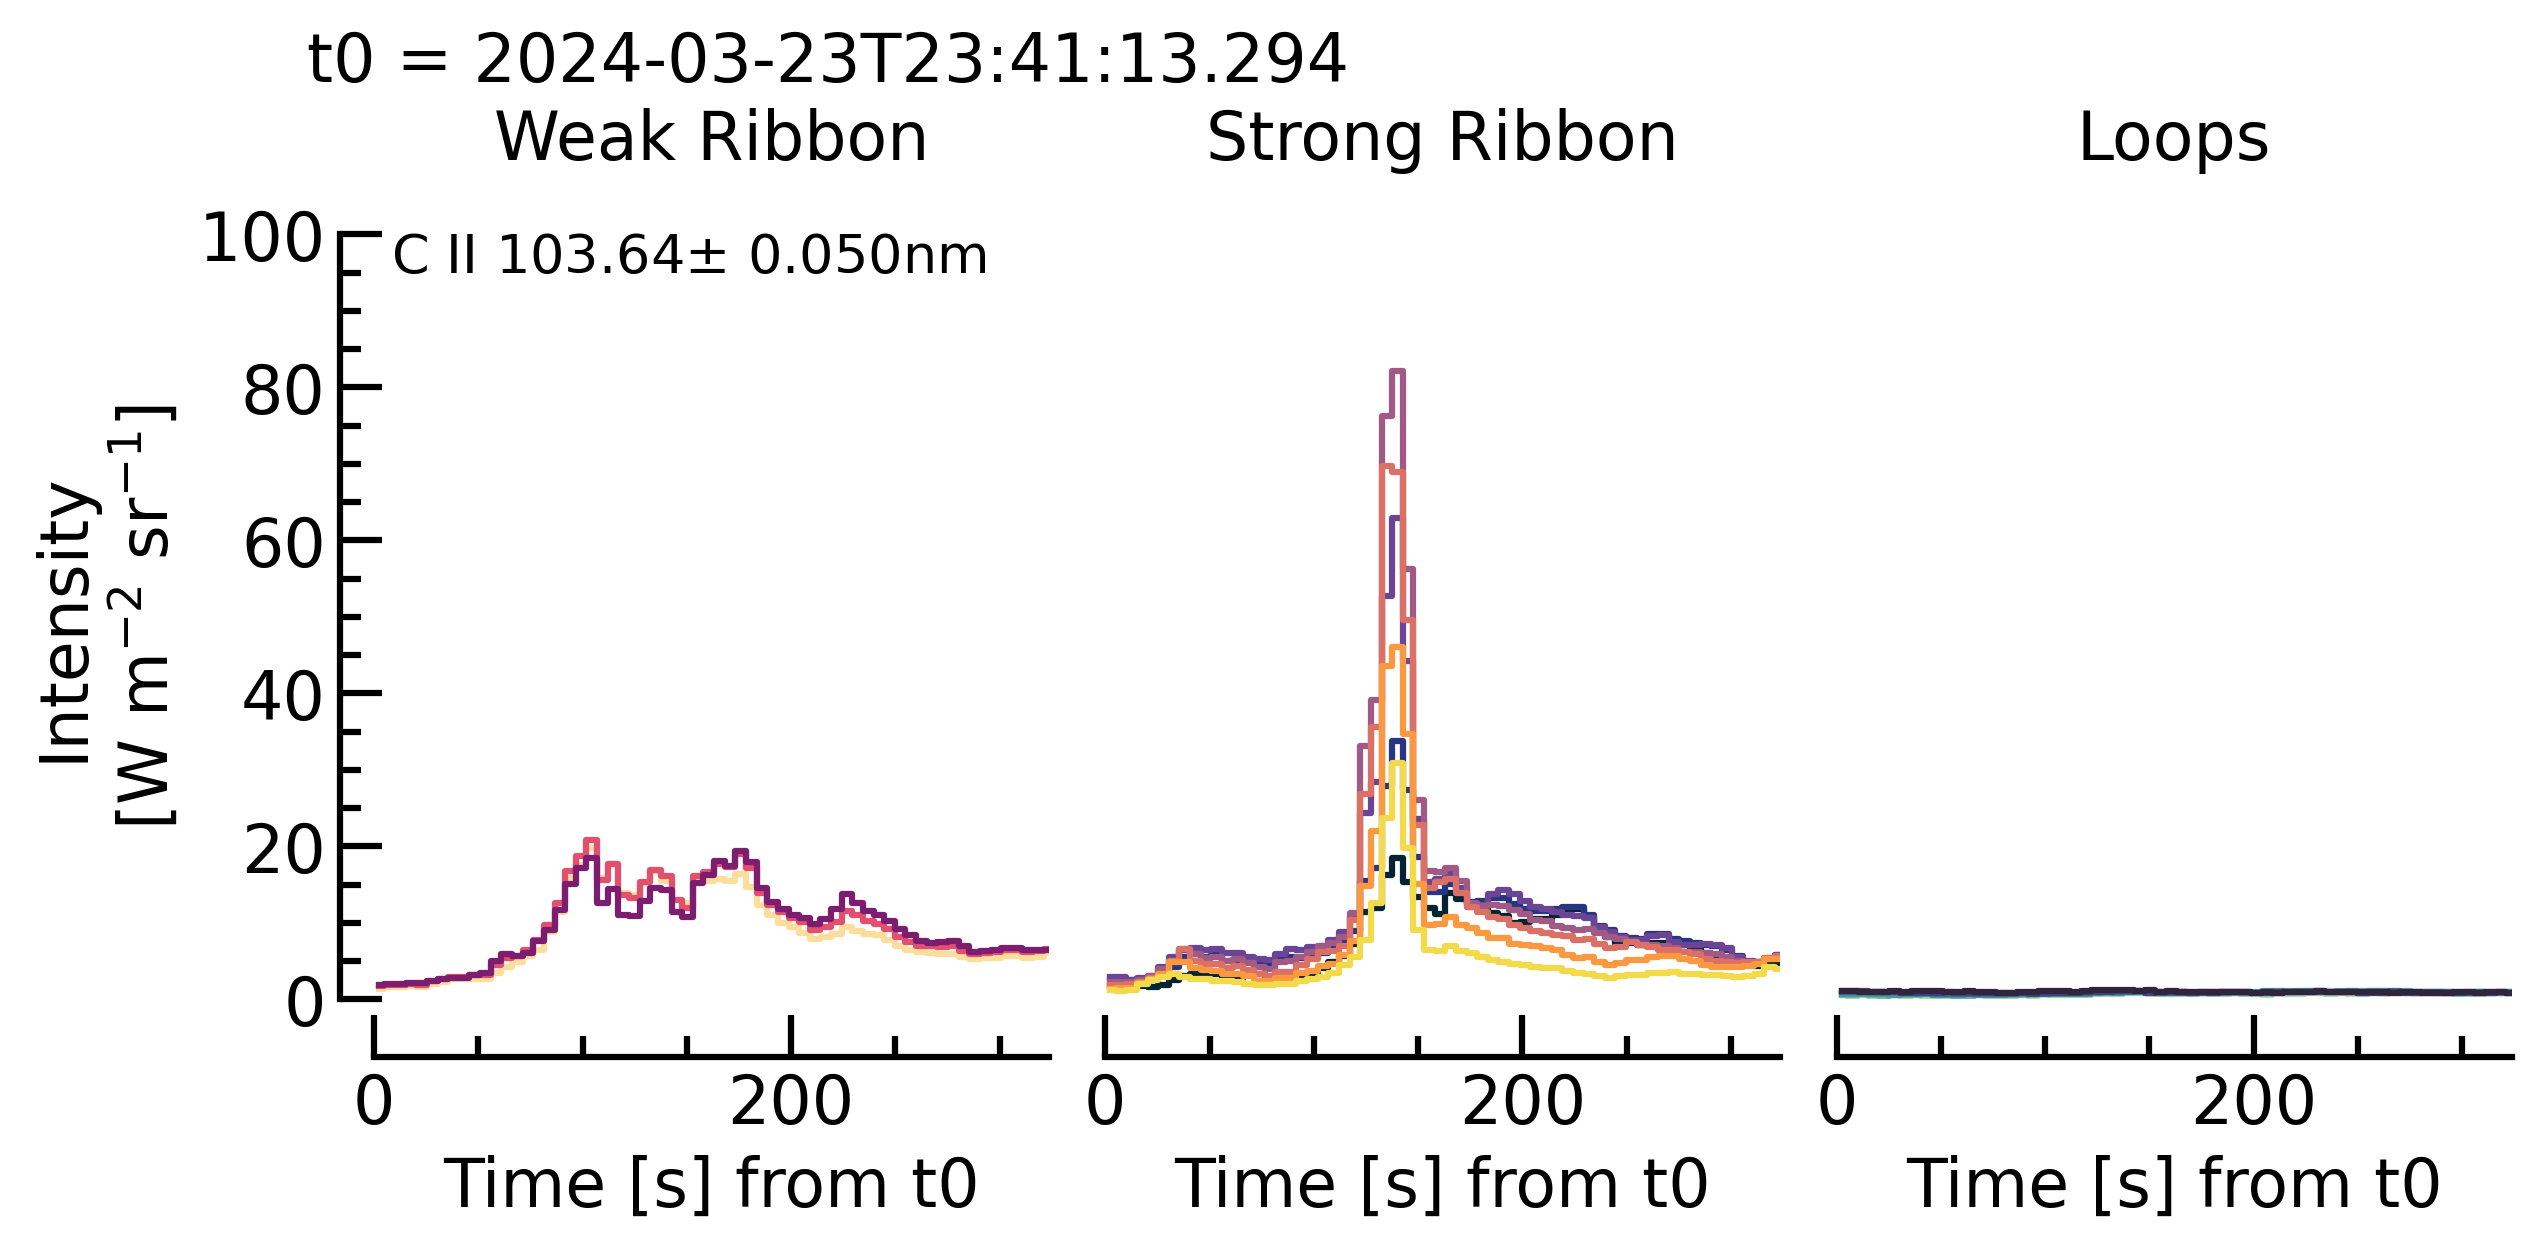 t0 = 2024-03-23T23:41:13.294
Weak Ribbon
Strong Ribbon
Loops
C II 103.64± 0.050nm
Intensity
[W m⁻² sr⁻¹]
100
80
60
40
20
0
0 200
0 200
0 200
Time [s] from t0
Time [s] from t0
Time [s] from t0